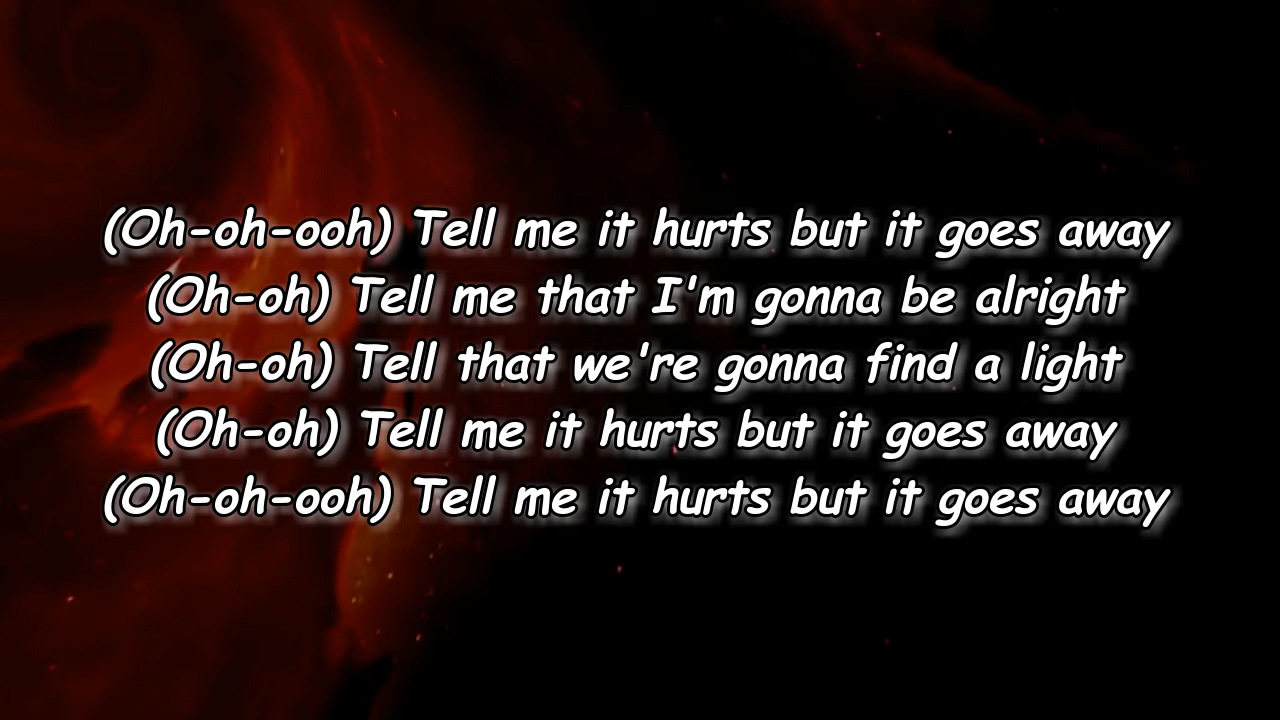 (Oh-oh-ooh) Tell me it hurts but it goes away
(Oh-oh) Tell me that I'm gonna be alright
(Oh-oh) Tell that we're gonna find a light
(Oh-oh) Tell me it hurts but it goes away
(Oh-oh-ooh) Tell me it hurts but it goes away